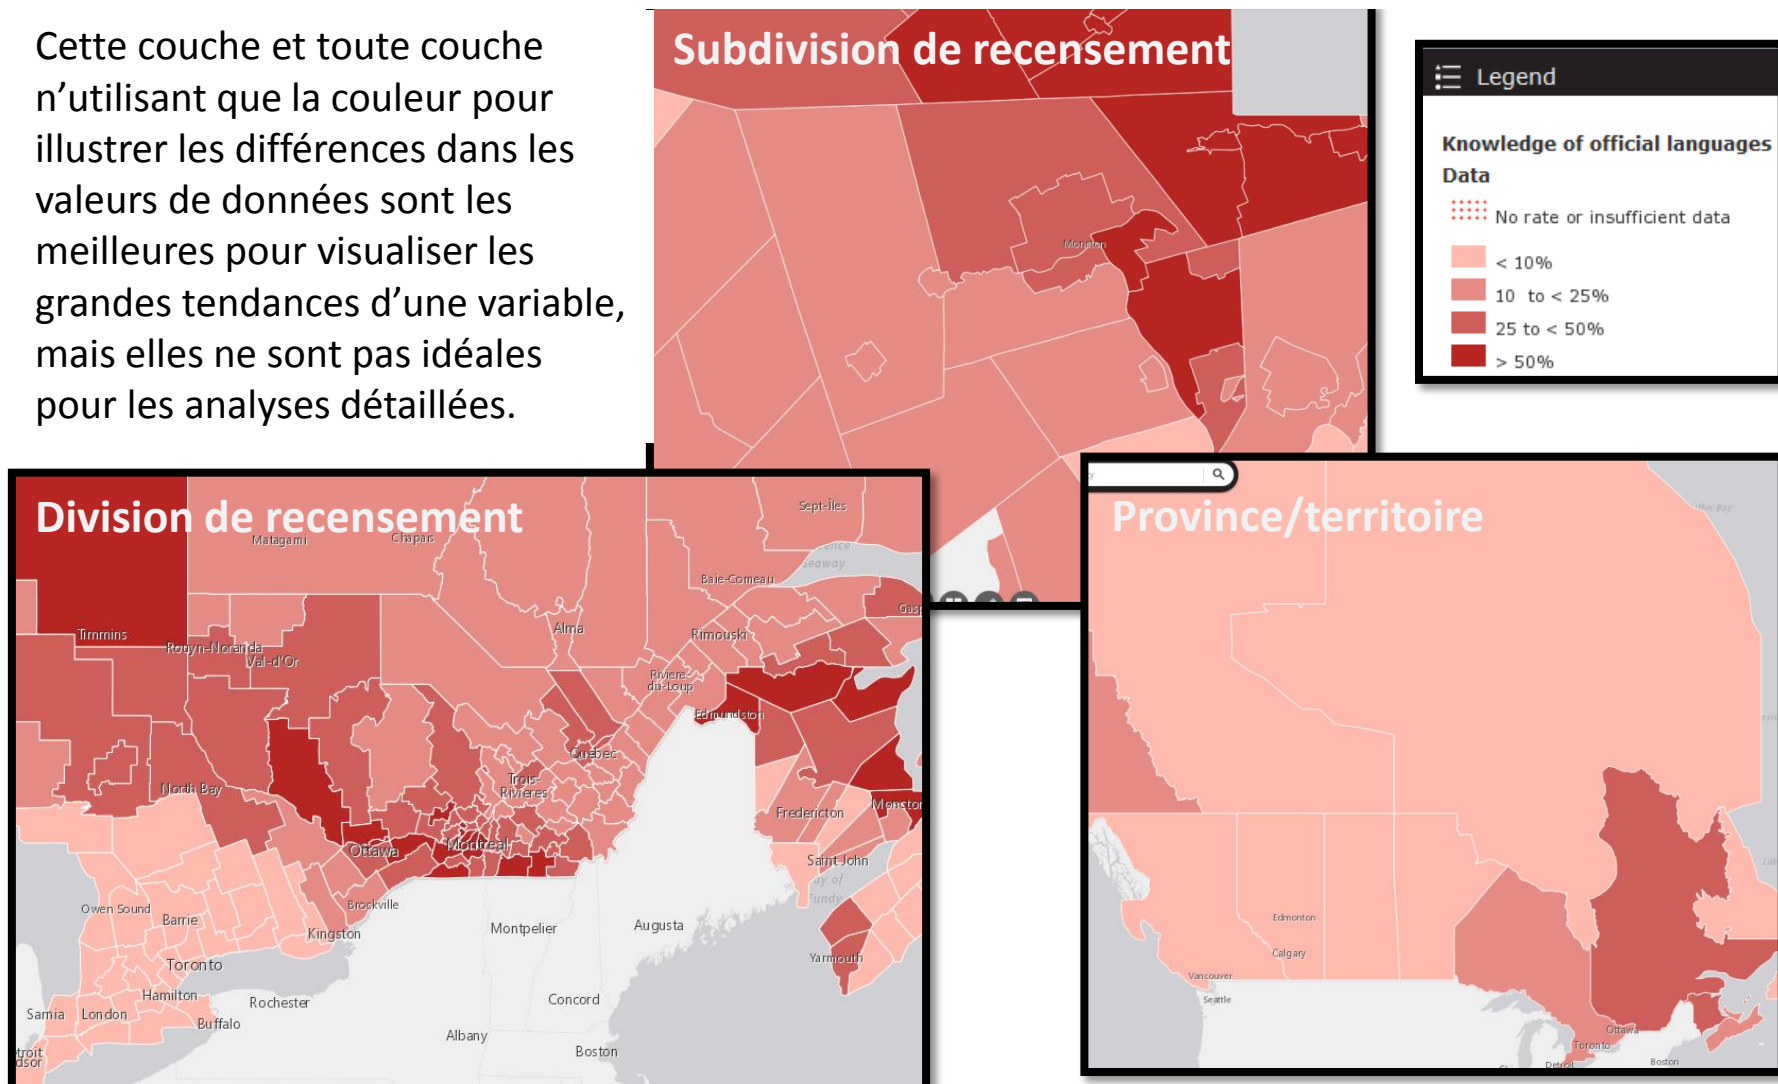 Cette couche et toute couche
n’utilisant que la couleur pour
illustrer les différences dans les
valeurs de données sont les
meilleures pour visualiser les
grandes tendances d’une variable,
mais elles ne sont pas idéales
pour les analyses détaillées.
Subdivision de recensement
Moncton
Legend
Knowledge of official languages
Data
No rate or insufficient data
< 10%
10 to < 25%
25 to < 50%
> 50%
Division de recensement
Sept-Îles
Matagami
Chapais
Seaway
Baie-Comeau
Timmins
Alma
Rimouski
Rouyn-Noranda
Val-d'Or
Rivière-
du-Loup
Edmundston
Québec
Trois-
Rivières
North Bay
Fredericton
Moncton
Ottawa
Montréal
Saint John
Fundy
Brockville
Owen Sound
Barrie
Kingston
Montpelier
Augusta
Toronto
Yarmouth
Hamilton
Rochester
Concord
Sarnia
London
Buffalo
Albany
Boston
Province/territoire
Edmonton
Calgary
Vancouver
Seattle
Ottawa
Toronto
Detroit
Boston